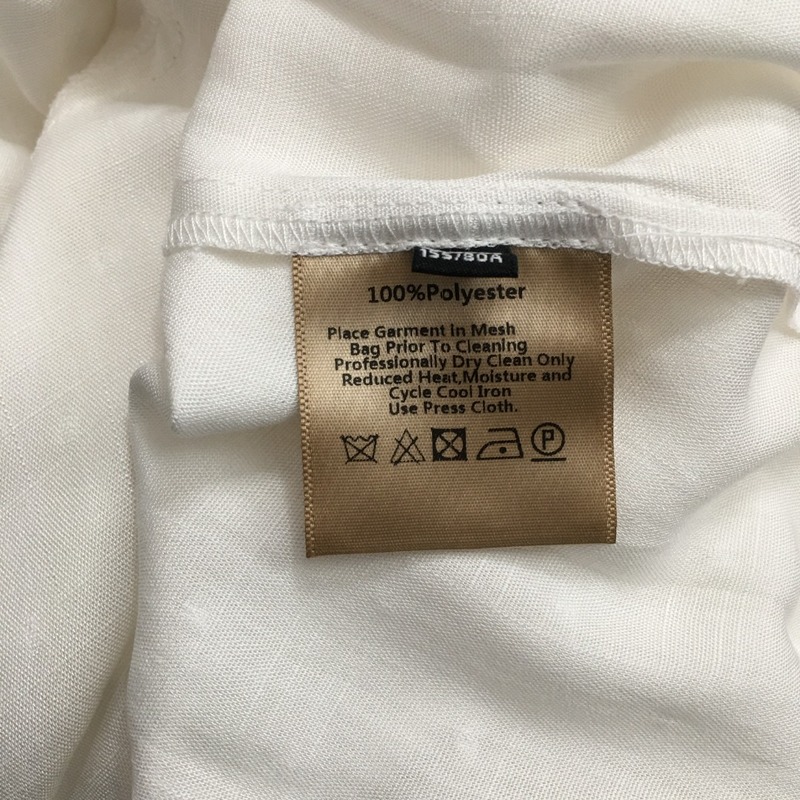 155/80A
100%Polyester
Place Garment in Mesh
Bag Prior To Cleaning
Professionally Dry Clean Only
Reduced Heat,Moisture and
Cycle Cool Iron
Use Press Cloth.
P